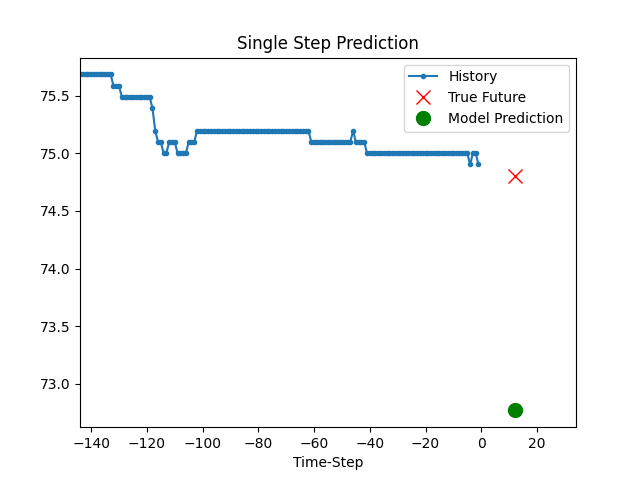 Single Step Prediction
History
True Future
Model Prediction
75.5
75.0
74.5
74.0
73.5
73.0
−140 −120 −100 −80 −60 −40 −20 0 20
Time-Step